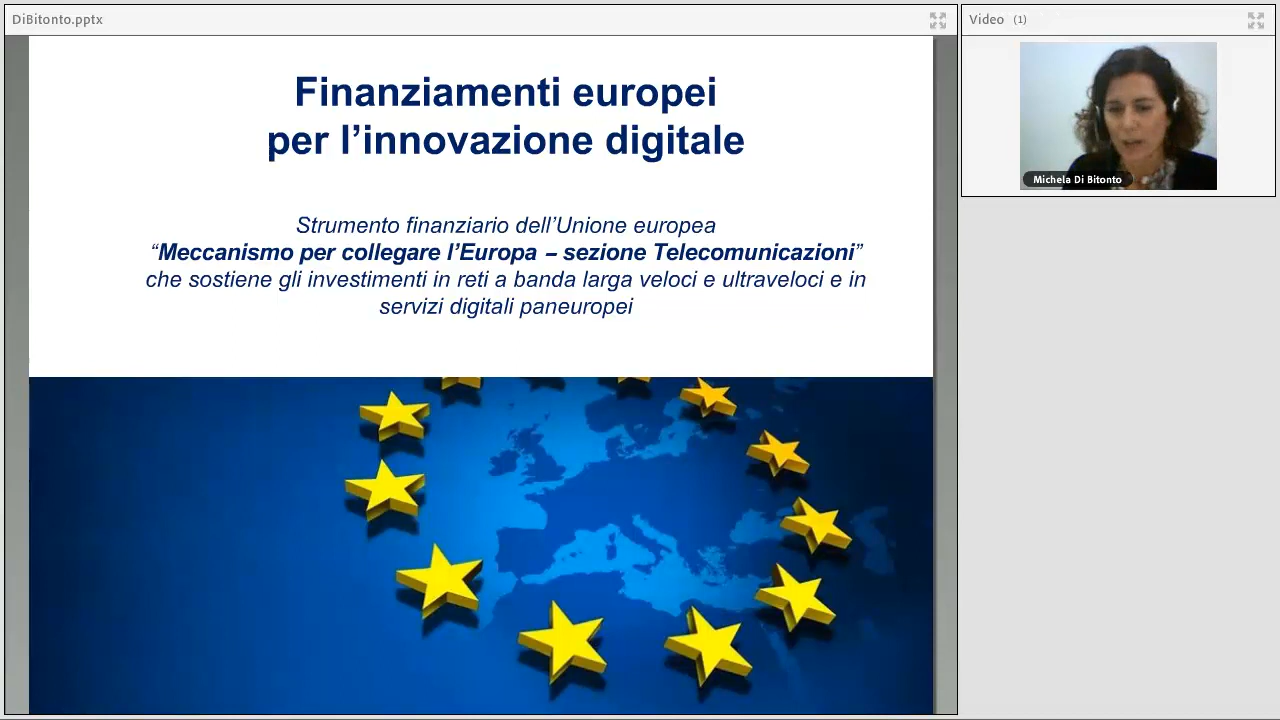 DiBitonto.pptx
Video (1)
Finanziamenti europei
per l’innovazione digitale
Strumento finanziario dell’Unione europea
“Meccanismo per collegare l’Europa – sezione Telecomunicazioni”
che sostiene gli investimenti in reti a banda larga veloci e ultraveloci e in
servizi digitali paneuropei
Michela Di Bitonto